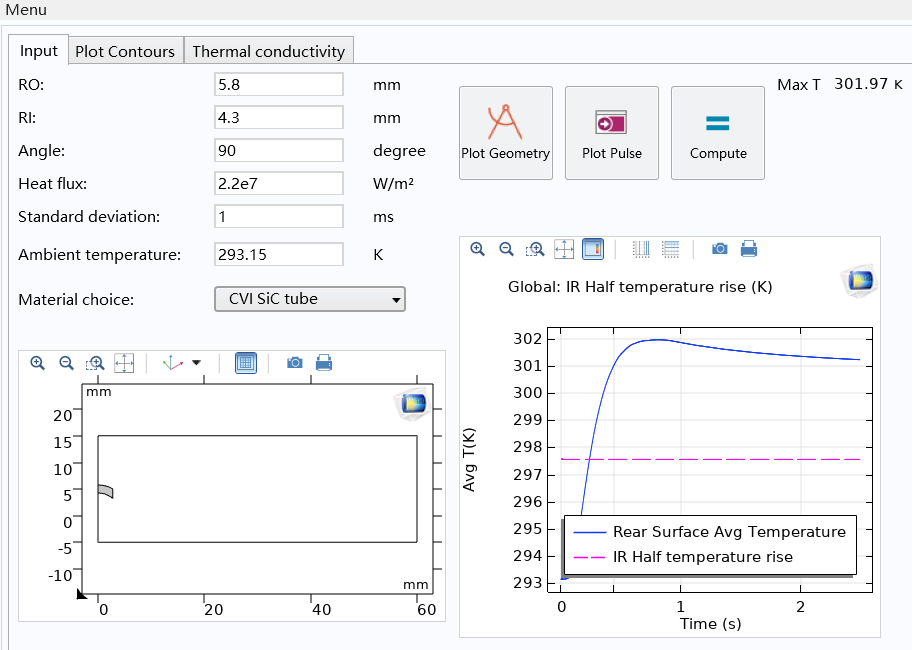 Menu
Input Plot Contours Thermal conductivity
RO: 5.8 mm
RI: 4.3 mm
Angle: 90 degree
Heat flux: 2.2e7 W/m²
Standard deviation: 1 ms
Ambient temperature: 293.15 K
Material choice: CVI SiC tube
Plot Geometry Plot Pulse Compute
Max T 301.97 K
mm
20
15
10
5
0
-5
-10
mm
0 20 40 60
Global: IR Half temperature rise (K)
302
301
300
299
298
297
296
295
294
293
Avg T(K)
Rear Surface Avg Temperature
IR Half temperature rise
0 1 2
Time (s)